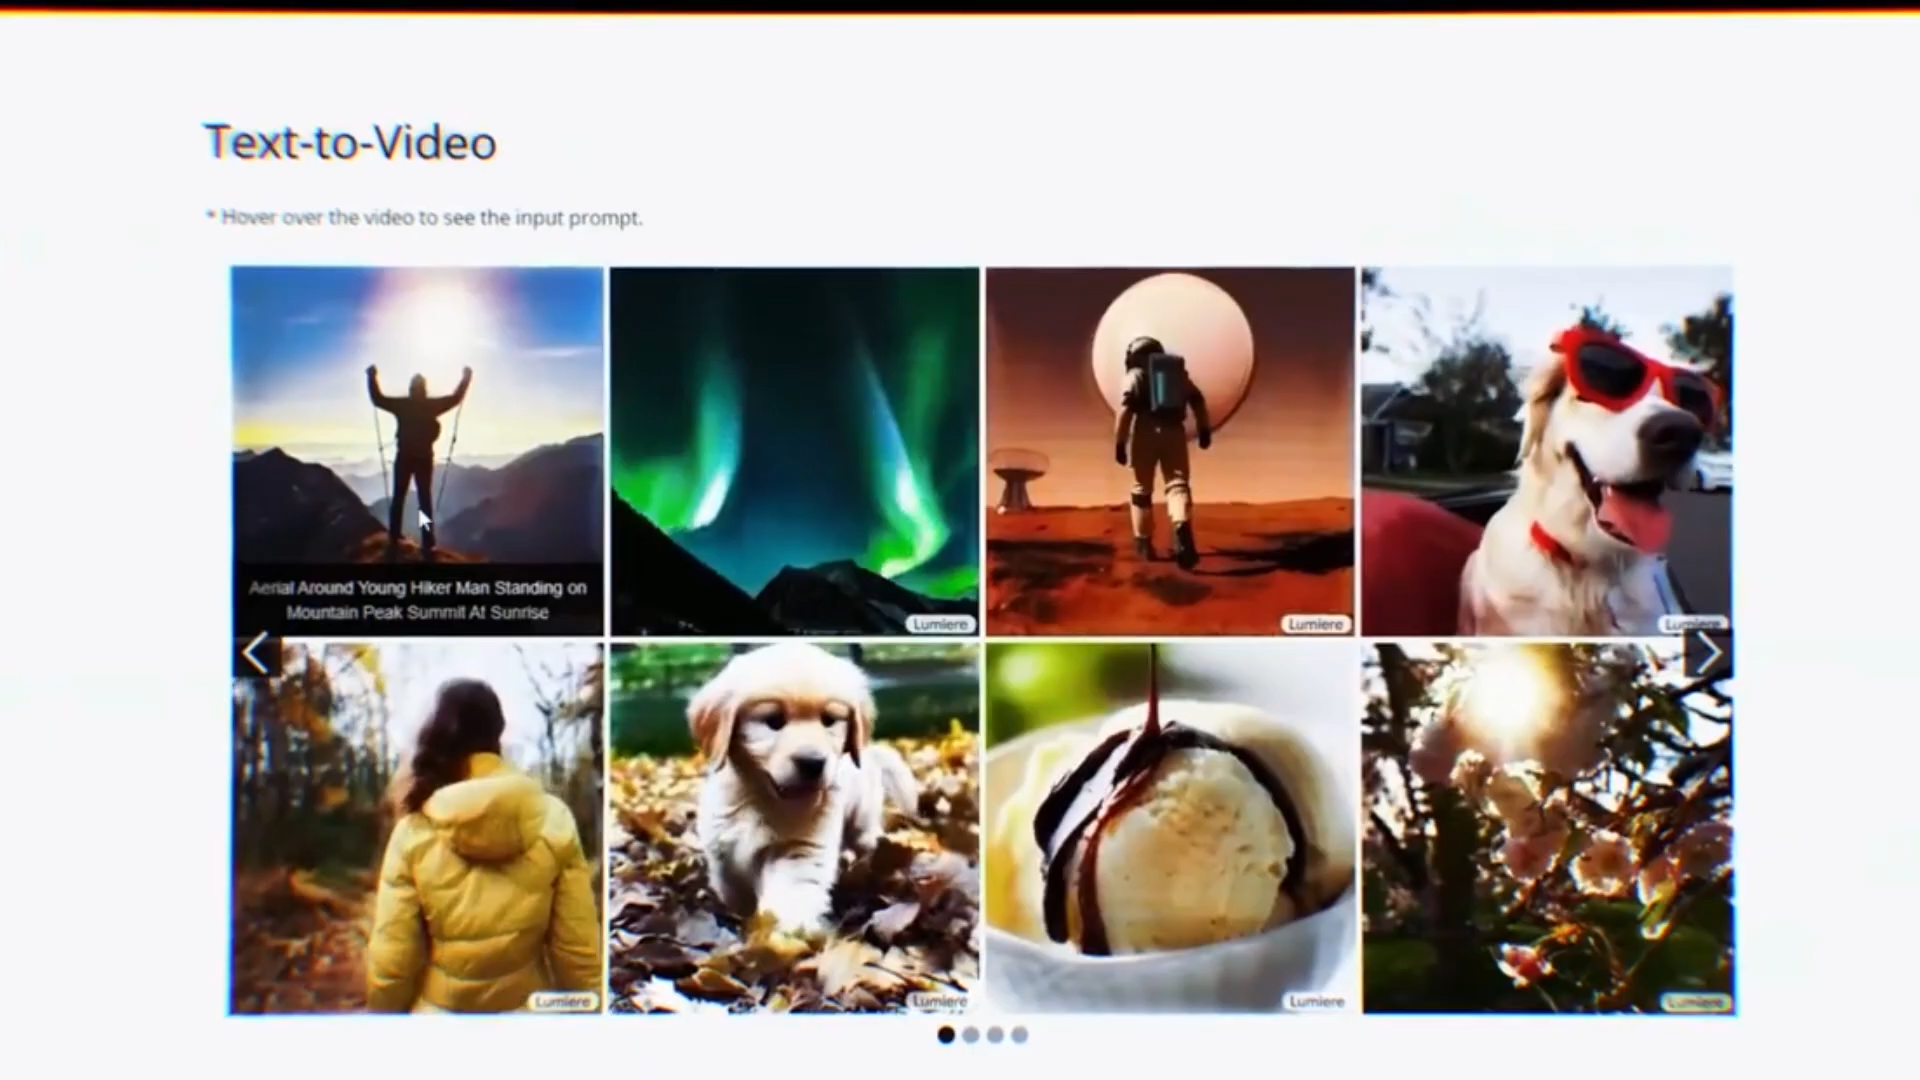 Text-to-Video
* Hover over the video to see the input prompt.
Aerial Around Young Hiker Man Standing on
Mountain Peak Summit At Sunrise
Lumiere
Lumiere
Lumiere
Lumiere
Lumiere
Lumiere
Lumiere